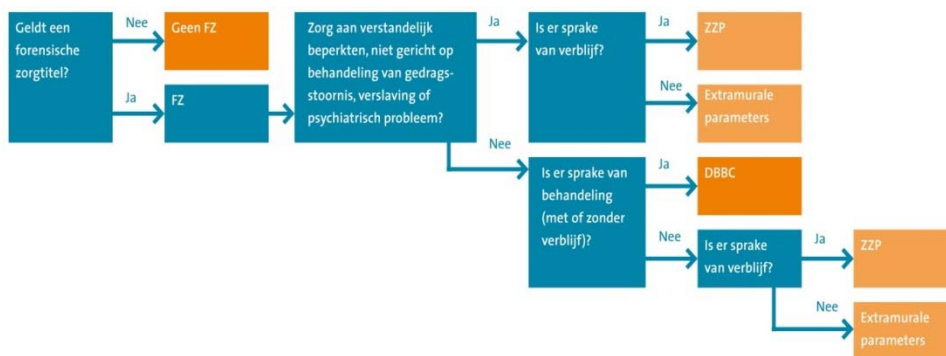 Geldt een
forensische
zorgtitel?
Nee
Geen FZ
Ja
FZ
Zorg aan verstandelijk
beperkten, niet gericht op
behandeling van gedrags-
stoornis, verslaving of
psychiatrisch probleem?
Ja
Is er sprake
van verblijf?
Ja
ZZP
Nee
Extramurale
parameters
Nee
Is er sprake van
behandeling
(met of zonder
verblijf)?
Ja
DBBC
Nee
Is er sprake
van verblijf?
Ja
ZZP
Nee
Extramurale
parameters